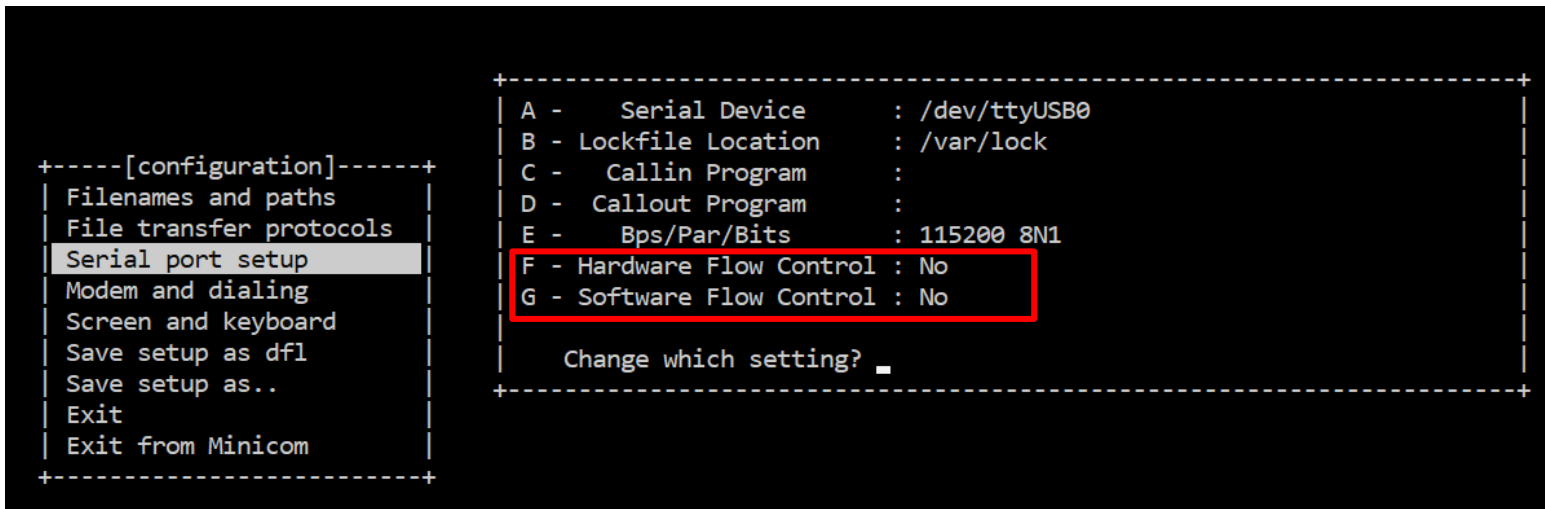 +-----[configuration]------+
| Filenames and paths      |
| File transfer protocols  |
| Serial port setup        |
| Modem and dialing        |
| Screen and keyboard      |
| Save setup as dfl        |
| Save setup as..          |
| Exit                     |
| Exit from Minicom        |
+--------------------------+
+-----------------------------------------------------------------------+
| A -    Serial Device      : /dev/ttyUSB0                              |
| B - Lockfile Location     : /var/lock                                 |
| C -   Callin Program      :                                           |
| D -  Callout Program      :                                           |
| E -    Bps/Par/Bits       : 115200 8N1                                |
| F - Hardware Flow Control : No                                        |
| G - Software Flow Control : No                                        |
|                                                                       |
|    Change which setting?                                              |
+-----------------------------------------------------------------------+